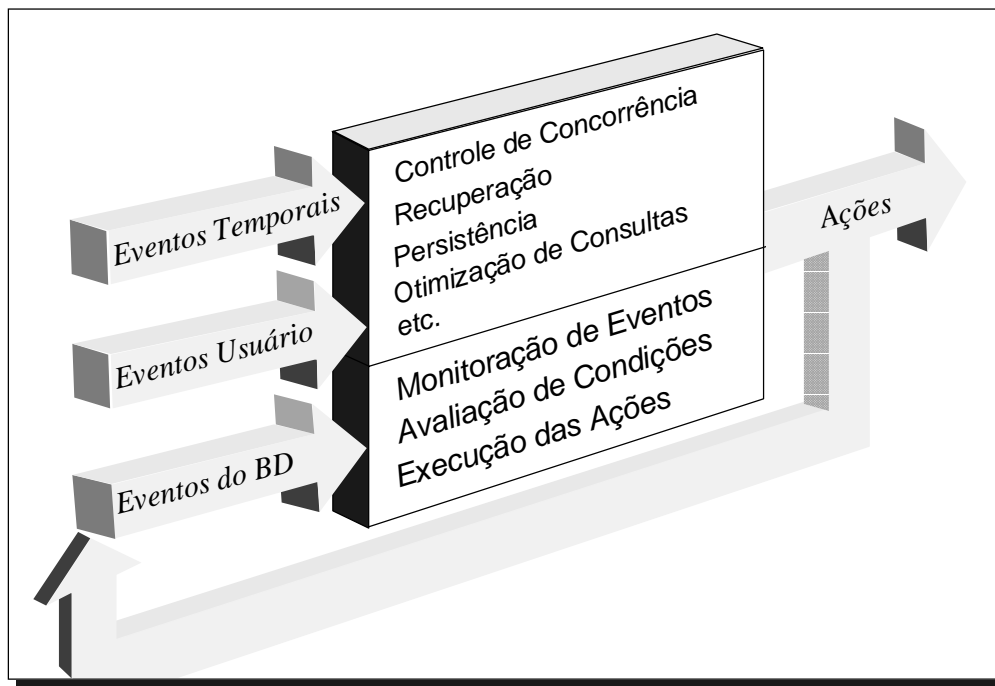 Eventos Temporais
Eventos Usuário
Eventos do BD
Controle de Concorrência
Recuperação
Persistência
Otimização de Consultas
etc.
Monitoração de Eventos
Avaliação de Condições
Execução das Ações
Ações